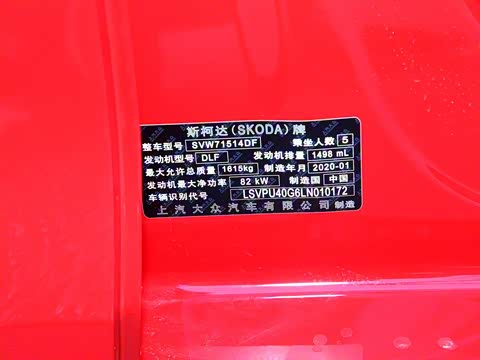 斯柯达(SKODA)牌
整车型号 SVW71514DF 乘坐人数 5
发动机型号 DLF 发动机排量 1498 mL
最大允许总质量 1615kg 制造年月 2020-01
发动机最大净功率 82 kW 制造国 中国
车辆识别代号 LSVPU40G6LN010172
上汽大众汽车有限公司 制造